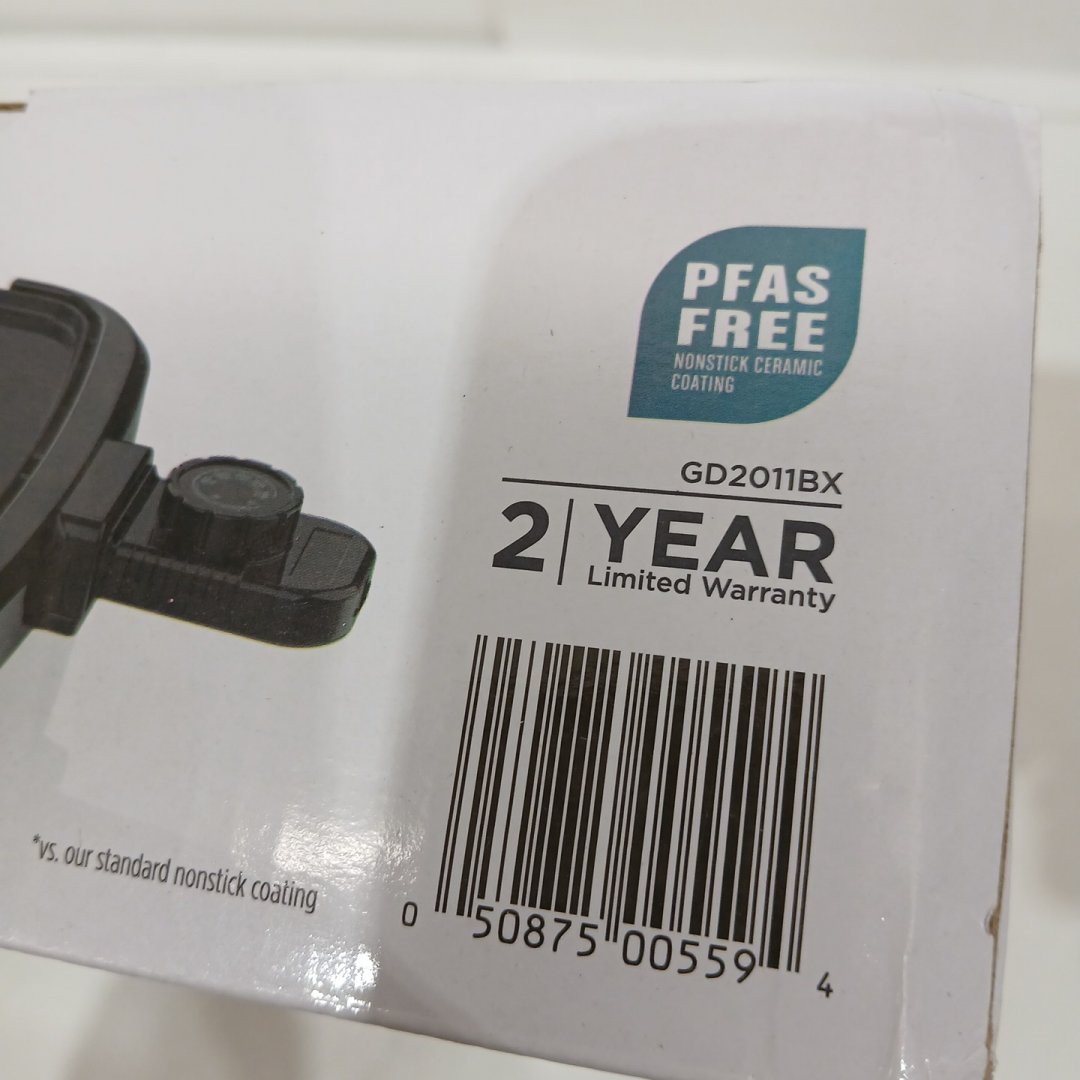 PFAS
FREE
NONSTICK CERAMIC
COATING
GD2011BX
2 YEAR
Limited Warranty
*vs. our standard nonstick coating
0 50875 00559 4